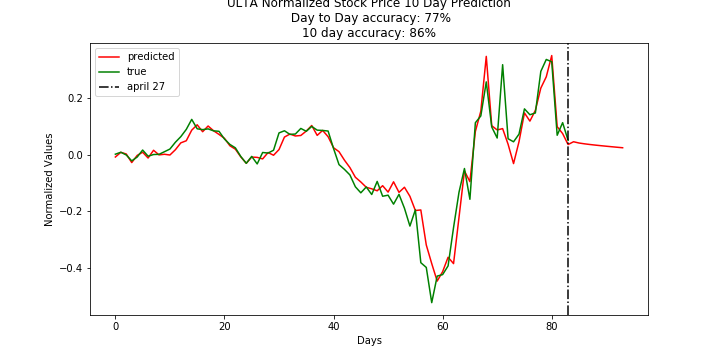 ULTA Normalized Stock Price 10 Day Prediction
Day to Day accuracy: 77%
10 day accuracy: 86%
predicted
true
april 27
Normalized Values
0.2
0.0
−0.2
−0.4
0 20 40 60 80
Days